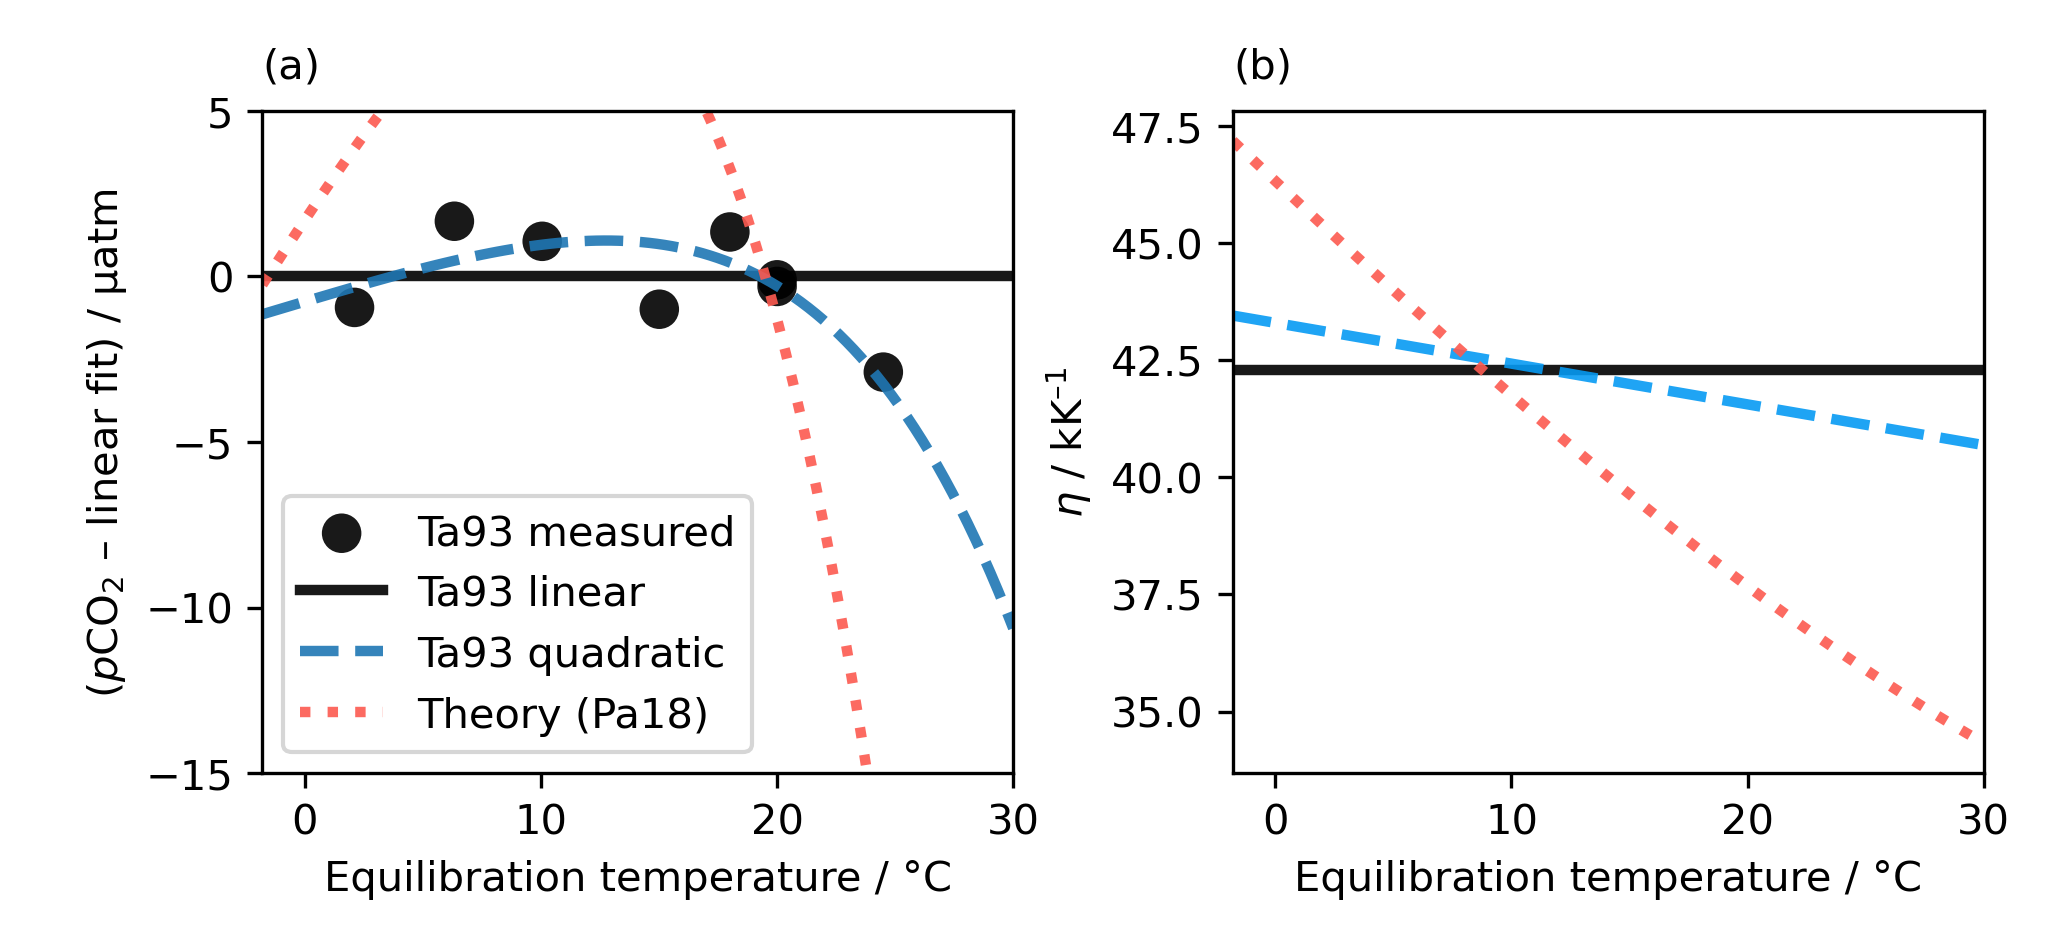 (a)
5
0
−5
−10
−15
(pCO₂ − linear fit) / µatm
Ta93 measured
Ta93 linear
Ta93 quadratic
Theory (Pa18)
0 10 20 30
Equilibration temperature / °C
(b)
47.5
45.0
42.5
40.0
37.5
35.0
η / kK⁻¹
0 10 20 30
Equilibration temperature / °C